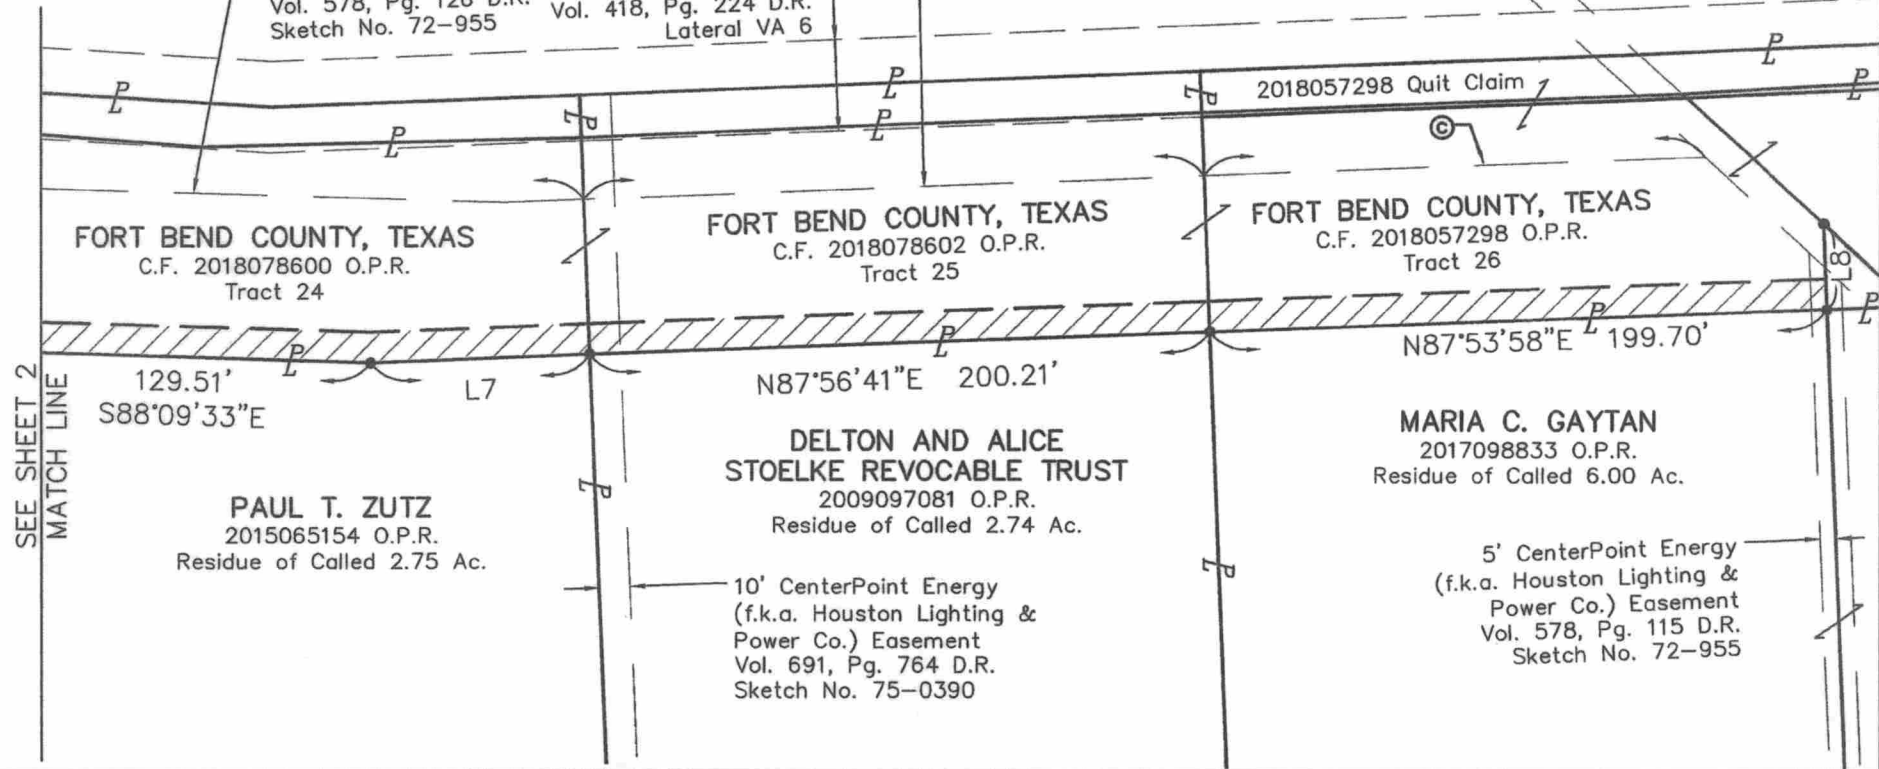 Vol. 578, Pg. 128 D.R.
Sketch No. 72-955
Vol. 418, Pg. 224 D.R.
Lateral VA 6
2018057298 Quit Claim
©
FORT BEND COUNTY, TEXAS
C.F. 2018078600 O.P.R.
Tract 24
FORT BEND COUNTY, TEXAS
C.F. 2018078602 O.P.R.
Tract 25
FORT BEND COUNTY, TEXAS
C.F. 2018057298 O.P.R.
Tract 26
L8
129.51'
S88°09'33"E
L7
N87°56'41"E 200.21'
N87°53'58"E 199.70'
SEE SHEET 2
MATCH LINE
PAUL T. ZUTZ
2015065154 O.P.R.
Residue of Called 2.75 Ac.
DELTON AND ALICE
STOELKE REVOCABLE TRUST
2009097081 O.P.R.
Residue of Called 2.74 Ac.
MARIA C. GAYTAN
2017098833 O.P.R.
Residue of Called 6.00 Ac.
10' CenterPoint Energy
(f.k.a. Houston Lighting &
Power Co.) Easement
Vol. 691, Pg. 764 D.R.
Sketch No. 75-0390
5' CenterPoint Energy
(f.k.a. Houston Lighting &
Power Co.) Easement
Vol. 578, Pg. 115 D.R.
Sketch No. 72-955